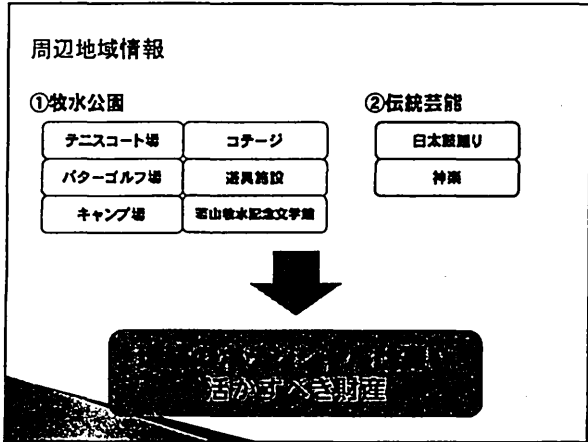 周辺地域情報
①牧水公園
②伝統芸能
テニスコート場
コテージ
臼太鼓踊り
パターゴルフ場
遊具施設
神楽
キャンプ場
若山牧水記念文学館
活かすべき財産